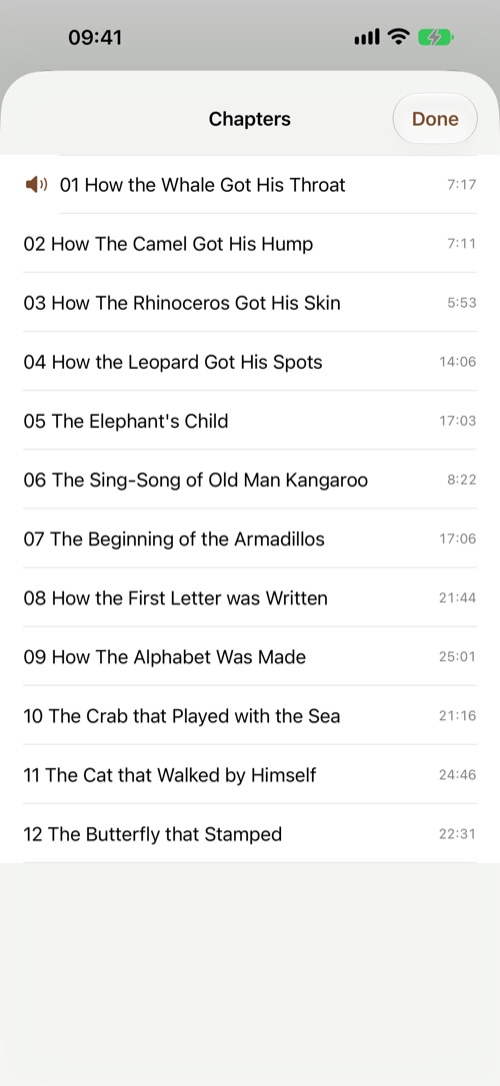 09:41
Chapters
Done
01 How the Whale Got His Throat 7:17
02 How The Camel Got His Hump 7:11
03 How The Rhinoceros Got His Skin 5:53
04 How the Leopard Got His Spots 14:06
05 The Elephant's Child 17:03
06 The Sing-Song of Old Man Kangaroo 8:22
07 The Beginning of the Armadillos 17:06
08 How the First Letter was Written 21:44
09 How The Alphabet Was Made 25:01
10 The Crab that Played with the Sea 21:16
11 The Cat that Walked by Himself 24:46
12 The Butterfly that Stamped 22:31